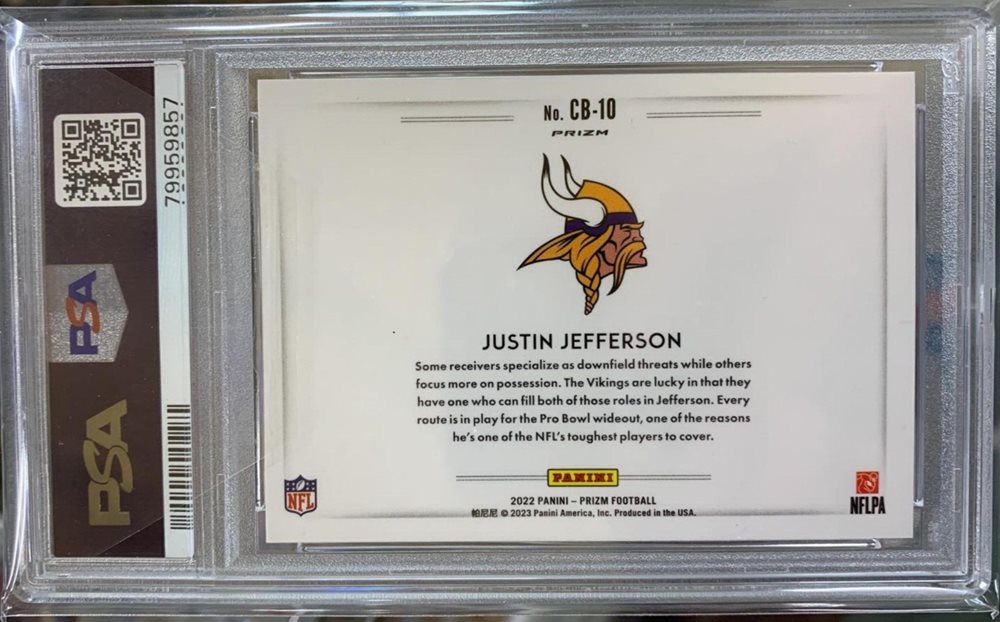 No. CB-10
PRIZM
JUSTIN JEFFERSON
Some receivers specialize as downfield threats while others
focus more on possession. The Vikings are lucky in that they
have one who can fill both of those roles in Jefferson. Every
route is in play for the Pro Bowl wideout, one of the reasons
he's one of the NFL's toughest players to cover.
PANINI
2022 PANINI – PRIZM FOOTBALL
帕尼尼 © 2023 Panini America, Inc. Produced in the USA.
NFL
NFLPA
79959857
PSA
PSA